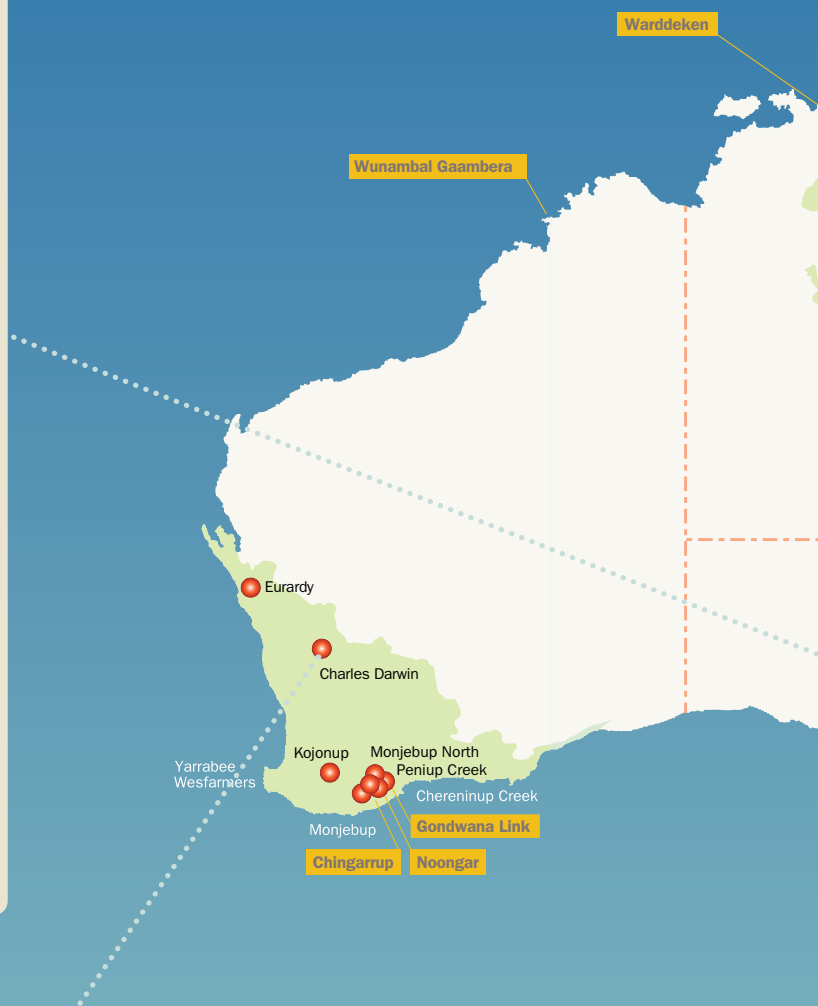 Warddeken
Wunambal Gaambera
Eurardy
Charles Darwin
Kojonup
Monjebup North
Peniup Creek
Yarrabee
Wesfarmers
Chereninup Creek
Monjebup
Gondwana Link
Chingarrup
Noongar